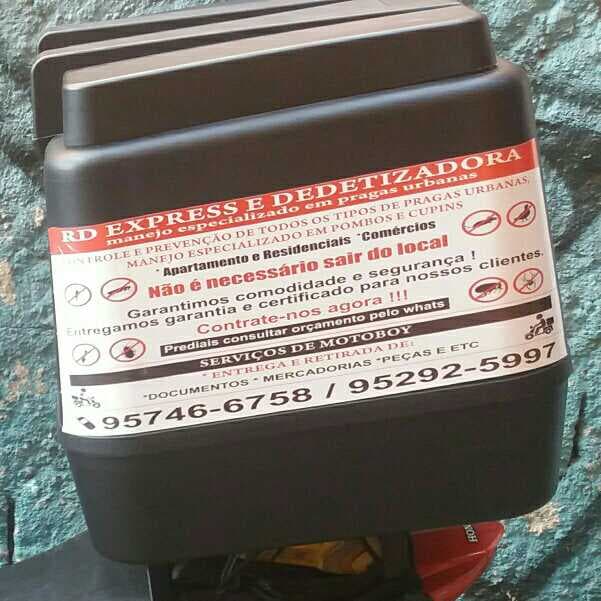 RD EXPRESS E DEDETIZADORA
manejo especializado em pragas urbanas
CONTROLE E PREVENÇÃO DE TODOS OS TIPOS DE PRAGAS URBANAS,
MANEJO ESPECIALIZADO EM POMBOS E CUPINS
* Apartamento e Residenciais *Comércios
Não é necessário sair do local
Garantimos comodidade e segurança !
Entregamos garantia e certificado para nossos clientes.
Contrate-nos agora !!!
Prediais consultar orçamento pelo whats
SERVIÇOS DE MOTOBOY
* ENTREGA E RETIRADA DE:
*DOCUMENTOS * MERCADORIAS *PEÇAS E ETC
95746-6758 / 95292-5997